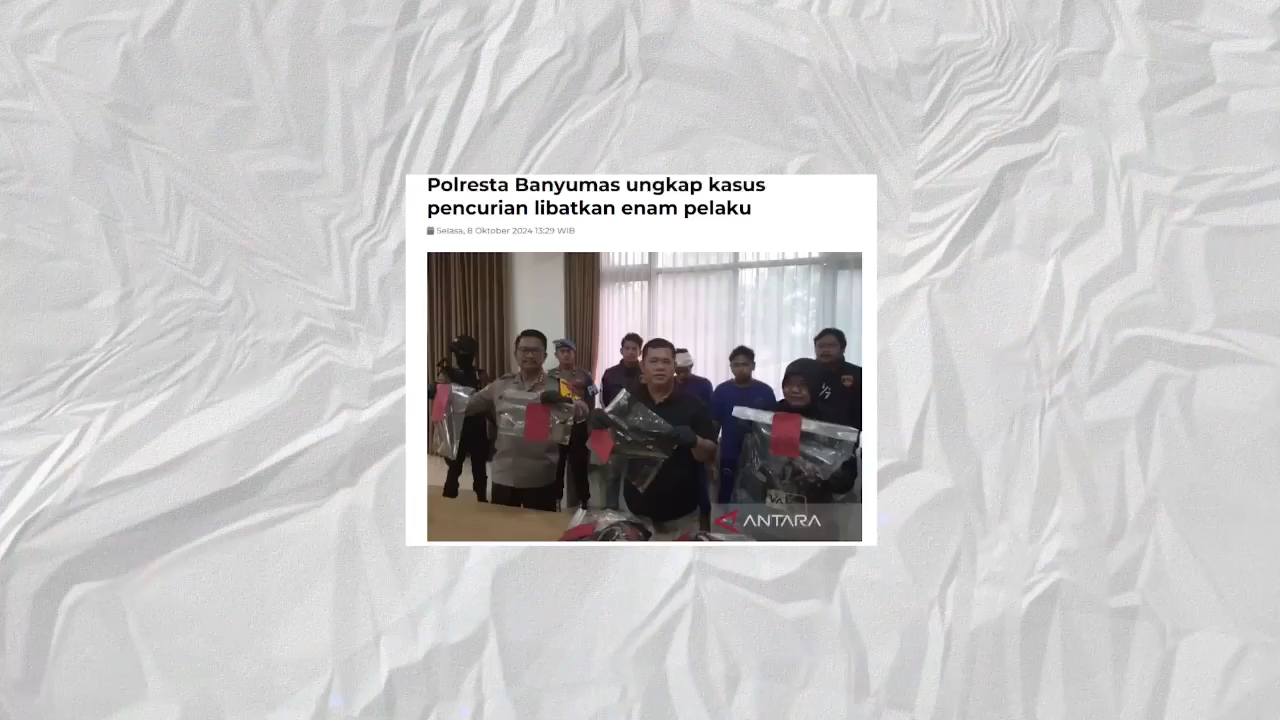 Polresta Banyumas ungkap kasus
pencurian libatkan enam pelaku
Selasa, 8 Oktober 2024 13:29 WIB
ANTARA